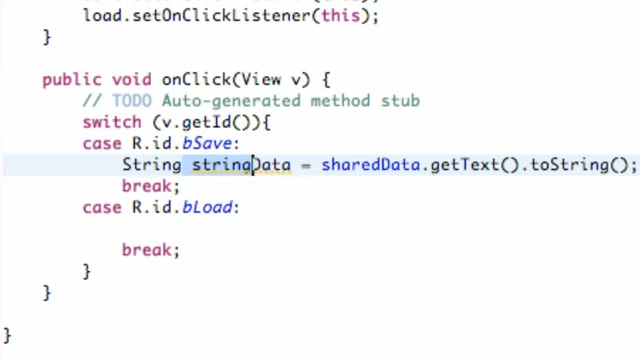 load.setOnClickListener(this);
}
public void onClick(View v) {
// TODO Auto-generated method stub
switch (v.getId()){
case R.id.bSave:
String stringData = sharedData.getText().toString();
break;
case R.id.bLoad:
break;
}
}
}